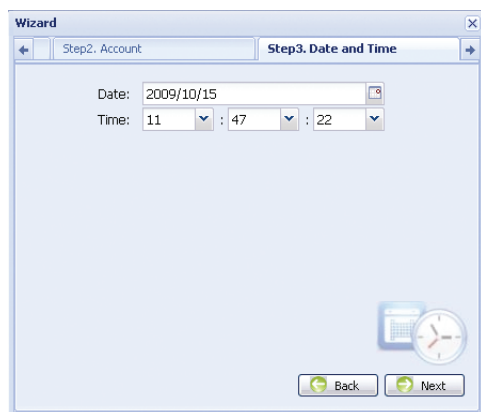 Wizard
Step2. Account Step3. Date and Time
Date: 2009/10/15
Time: 11 : 47 : 22
Back Next